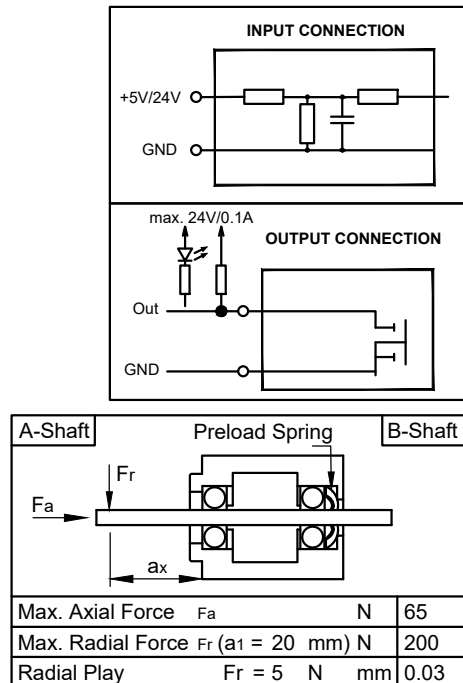 INPUT CONNECTION
+5V/24V
GND
max. 24V/0.1A
OUTPUT CONNECTION
Out
GND
A-Shaft Preload Spring B-Shaft
Fr
Fa
ax
Max. Axial Force Fa N 65
Max. Radial Force Fr (a1 = 20 mm) N 200
Radial Play Fr = 5 N mm 0.03